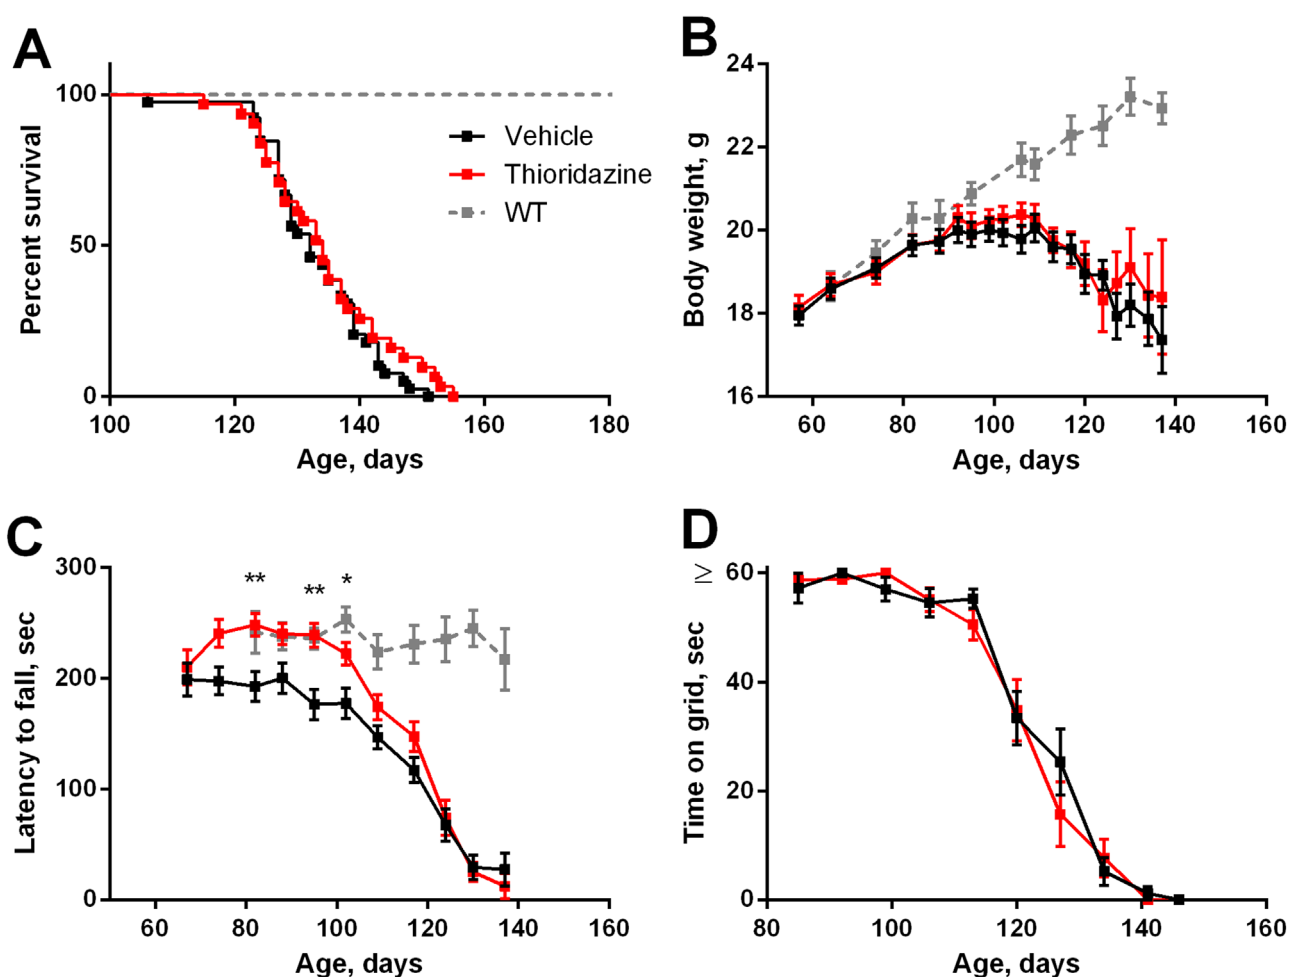 A
Percent survival
100
50
0
100 120 140 160 180
Age, days
Vehicle
Thioridazine
WT
B
Body weight, g
24
22
20
18
16
60 80 100 120 140 160
Age, days
C
Latency to fall, sec
300
200
100
0
** ** *
60 80 100 120 140 160
Age, days
D
Time on grid, sec
≥ 60
40
20
0
80 100 120 140 160
Age, days